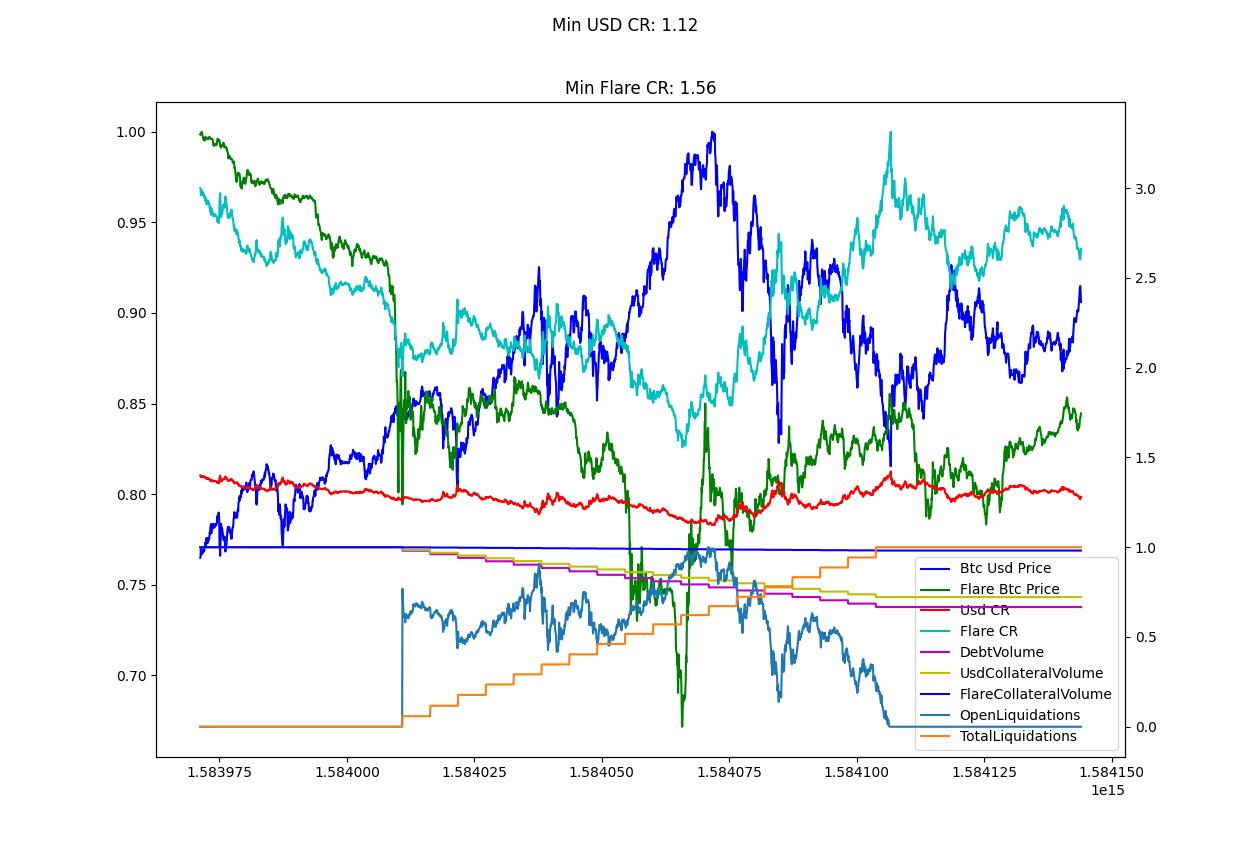 Min USD CR: 1.12
Min Flare CR: 1.56
1.00
0.95
0.90
0.85
0.80
0.75
0.70
3.0
2.5
2.0
1.5
1.0
0.5
0.0
Btc Usd Price
Flare Btc Price
Usd CR
Flare CR
DebtVolume
UsdCollateralVolume
FlareCollateralVolume
OpenLiquidations
TotalLiquidations
1.583975 1.584000 1.584025 1.584050 1.584075 1.584100 1.584125 1.584150
1e15